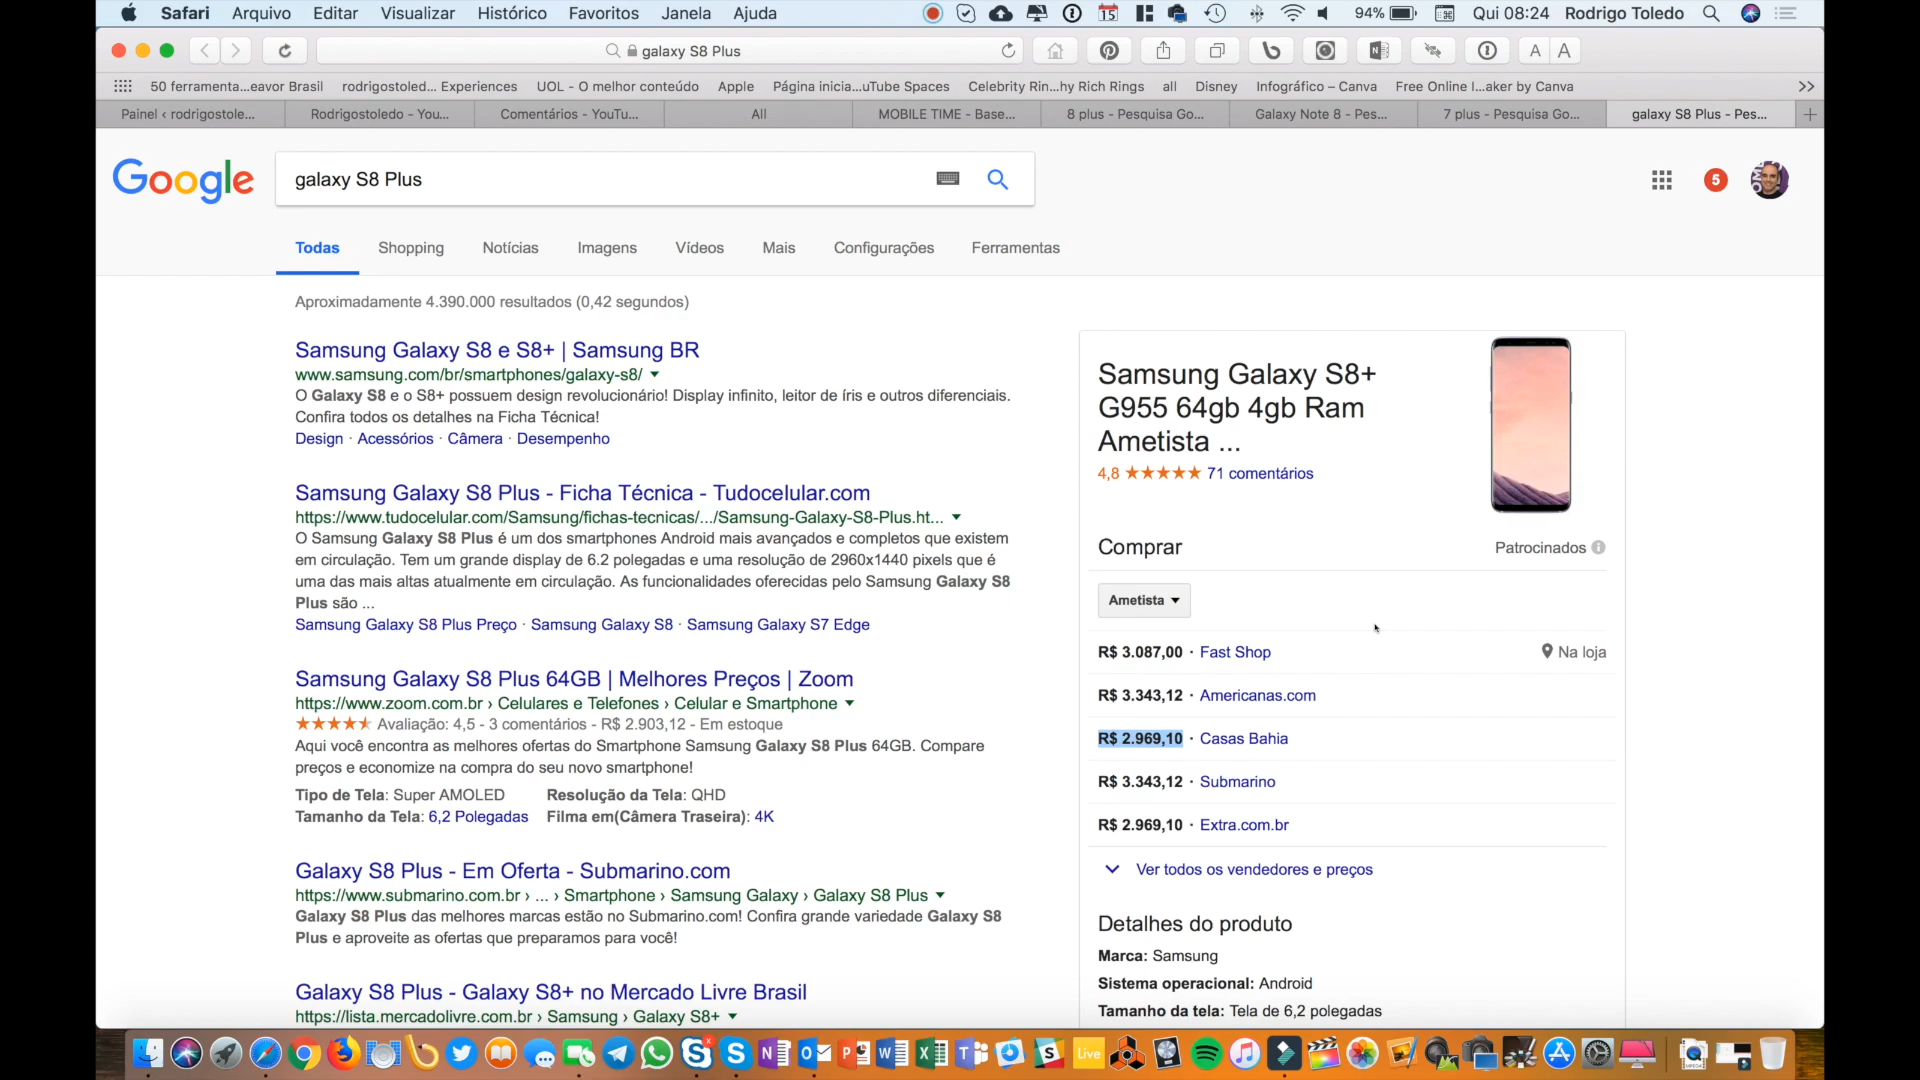 Safari Arquivo Editar Visualizar Histórico Favoritos Janela Ajuda 15 94% Qui 08:24 Rodrigo Toledo
galaxy S8 Plus
A A
50 ferramenta...eavor Brasil rodrigostoled... Experiences UOL - O melhor conteúdo Apple Página inicia...uTube Spaces Celebrity Rin...hy Rich Rings all Disney Infográfico – Canva Free Online I...aker by Canva
Painel ‹ rodrigostole... Rodrigostoledo - You... Comentários - YouTu... All MOBILE TIME - Base... 8 plus - Pesquisa Go... Galaxy Note 8 - Pes... 7 plus - Pesquisa Go... galaxy S8 Plus - Pes...
Google
galaxy S8 Plus
5
Todas Shopping Notícias Imagens Vídeos Mais Configurações Ferramentas
Aproximadamente 4.390.000 resultados (0,42 segundos)
Samsung Galaxy S8 e S8+ | Samsung BR
www.samsung.com/br/smartphones/galaxy-s8/
O Galaxy S8 e o S8+ possuem design revolucionário! Display infinito, leitor de íris e outros diferenciais.
Confira todos os detalhes na Ficha Técnica!
Design · Acessórios · Câmera · Desempenho
Samsung Galaxy S8 Plus - Ficha Técnica - Tudocelular.com
https://www.tudocelular.com/Samsung/fichas-tecnicas/.../Samsung-Galaxy-S8-Plus.ht...
O Samsung Galaxy S8 Plus é um dos smartphones Android mais avançados e completos que existem
em circulação. Tem um grande display de 6.2 polegadas e uma resolução de 2960x1440 pixels que é
uma das mais altas atualmente em circulação. As funcionalidades oferecidas pelo Samsung Galaxy S8
Plus são ...
Samsung Galaxy S8 Plus Preço · Samsung Galaxy S8 · Samsung Galaxy S7 Edge
Samsung Galaxy S8 Plus 64GB | Melhores Preços | Zoom
https://www.zoom.com.br › Celulares e Telefones › Celular e Smartphone
Avaliação: 4,5 - 3 comentários - R$ 2.903,12 - Em estoque
Aqui você encontra as melhores ofertas do Smartphone Samsung Galaxy S8 Plus 64GB. Compare
preços e economize na compra do seu novo smartphone!
Tipo de Tela: Super AMOLED Resolução da Tela: QHD
Tamanho da Tela: 6,2 Polegadas Filma em(Câmera Traseira): 4K
Galaxy S8 Plus - Em Oferta - Submarino.com
https://www.submarino.com.br › ... › Smartphone › Samsung Galaxy › Galaxy S8 Plus
Galaxy S8 Plus das melhores marcas estão no Submarino.com! Confira grande variedade Galaxy S8
Plus e aproveite as ofertas que preparamos para você!
Galaxy S8 Plus - Galaxy S8+ no Mercado Livre Brasil
https://lista.mercadolivre.com.br › Samsung › Galaxy S8+
Samsung Galaxy S8+
G955 64gb 4gb Ram
Ametista ...
4,8 ★★★★★ 71 comentários
Comprar Patrocinados
Ametista
R$ 3.087,00 · Fast Shop Na loja
R$ 3.343,12 · Americanas.com
R$ 2.969,10 · Casas Bahia
R$ 3.343,12 · Submarino
R$ 2.969,10 · Extra.com.br
Ver todos os vendedores e preços
Detalhes do produto
Marca: Samsung
Sistema operacional: Android
Tamanho da tela: Tela de 6,2 polegadas
Live